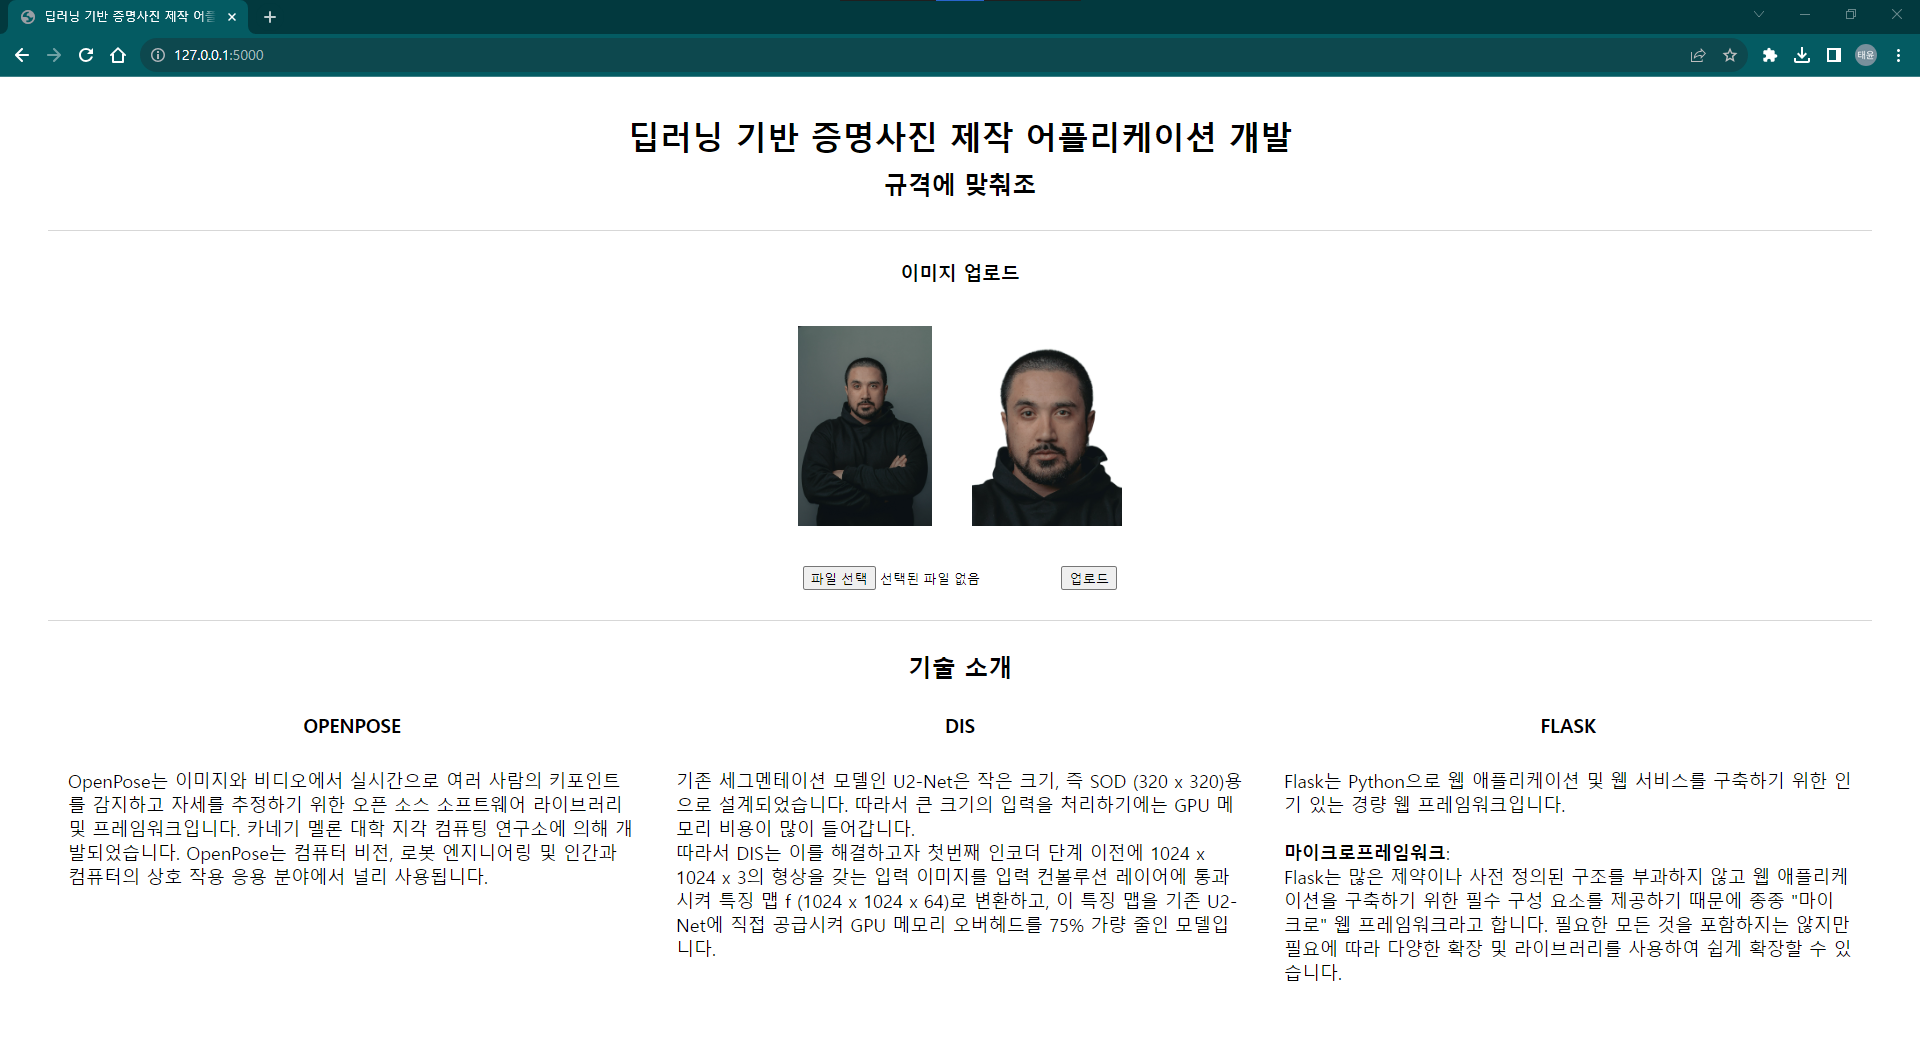 딥러닝 기반 증명사진 제작 어플
127.0.0.1:5000
태윤
딥러닝 기반 증명사진 제작 어플리케이션 개발
규격에 맞춰조
이미지 업로드
파일 선택 선택된 파일 없음 업로드
기술 소개
OPENPOSE
OpenPose는 이미지와 비디오에서 실시간으로 여러 사람의 키포인트
를 감지하고 자세를 추정하기 위한 오픈 소스 소프트웨어 라이브러리
및 프레임워크입니다. 카네기 멜론 대학 지각 컴퓨팅 연구소에 의해 개
발되었습니다. OpenPose는 컴퓨터 비전, 로봇 엔지니어링 및 인간과
컴퓨터의 상호 작용 응용 분야에서 널리 사용됩니다.
DIS
기존 세그멘테이션 모델인 U2-Net은 작은 크기, 즉 SOD (320 x 320)용
으로 설계되었습니다. 따라서 큰 크기의 입력을 처리하기에는 GPU 메
모리 비용이 많이 들어갑니다.
따라서 DIS는 이를 해결하고자 첫번째 인코더 단계 이전에 1024 x
1024 x 3의 형상을 갖는 입력 이미지를 입력 컨볼루션 레이어에 통과
시켜 특징 맵 f (1024 x 1024 x 64)로 변환하고, 이 특징 맵을 기존 U2-
Net에 직접 공급시켜 GPU 메모리 오버헤드를 75% 가량 줄인 모델입
니다.
FLASK
Flask는 Python으로 웹 애플리케이션 및 웹 서비스를 구축하기 위한 인
기 있는 경량 웹 프레임워크입니다.
마이크로프레임워크:
Flask는 많은 제약이나 사전 정의된 구조를 부과하지 않고 웹 애플리케
이션을 구축하기 위한 필수 구성 요소를 제공하기 때문에 종종 "마이
크로" 웹 프레임워크라고 합니다. 필요한 모든 것을 포함하지는 않지만
필요에 따라 다양한 확장 및 라이브러리를 사용하여 쉽게 확장할 수 있
습니다.